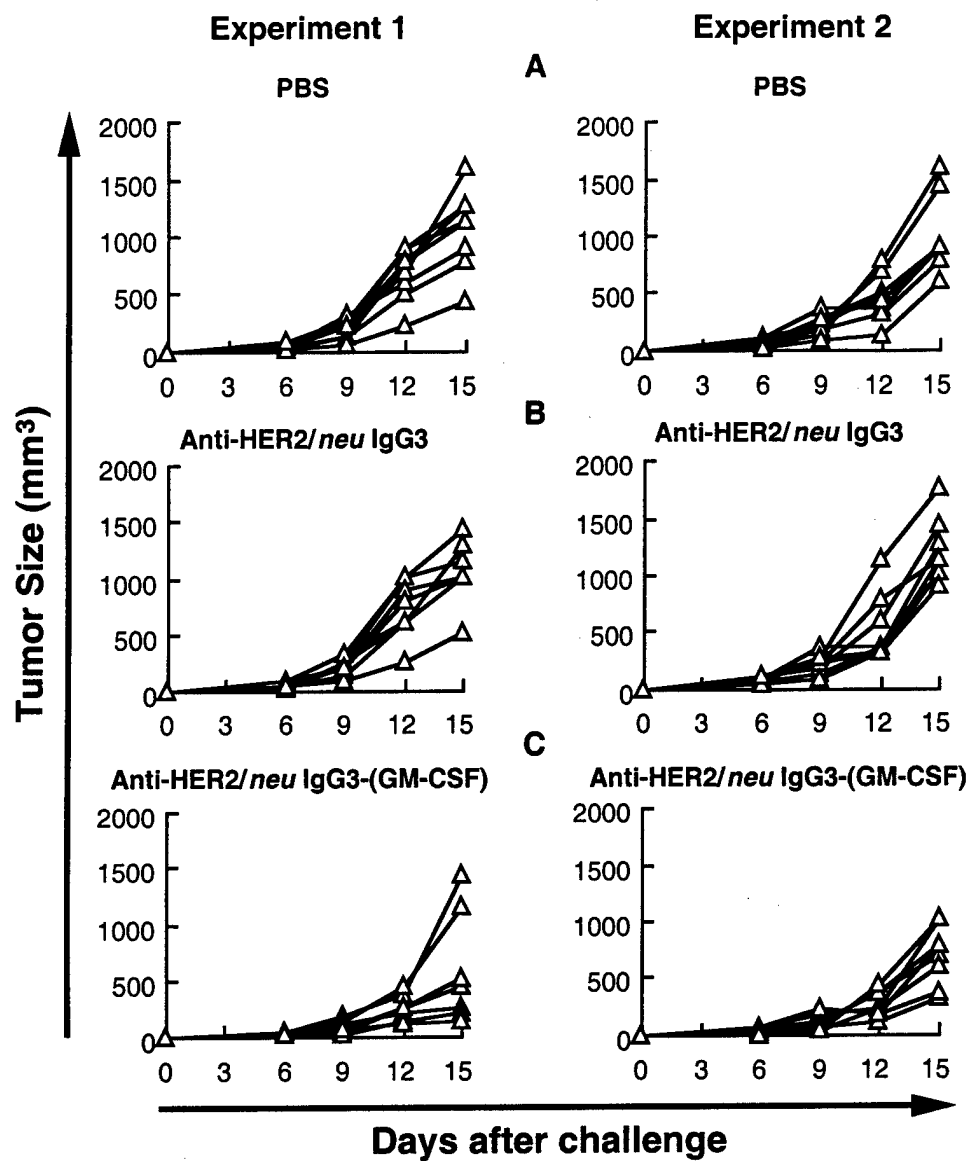 Experiment 1
Experiment 2
A
PBS
PBS
2000
1500
1000
500
0
0 3 6 9 12 15
2000
1500
1000
500
0
0 3 6 9 12 15
B
Anti-HER2/neu IgG3
Anti-HER2/neu IgG3
2000
1500
1000
500
0
0 3 6 9 12 15
2000
1500
1000
500
0
0 3 6 9 12 15
C
Anti-HER2/neu IgG3-(GM-CSF)
Anti-HER2/neu IgG3-(GM-CSF)
2000
1500
1000
500
0
0 3 6 9 12 15
2000
1500
1000
500
0
0 3 6 9 12 15
Tumor Size (mm³)
Days after challenge